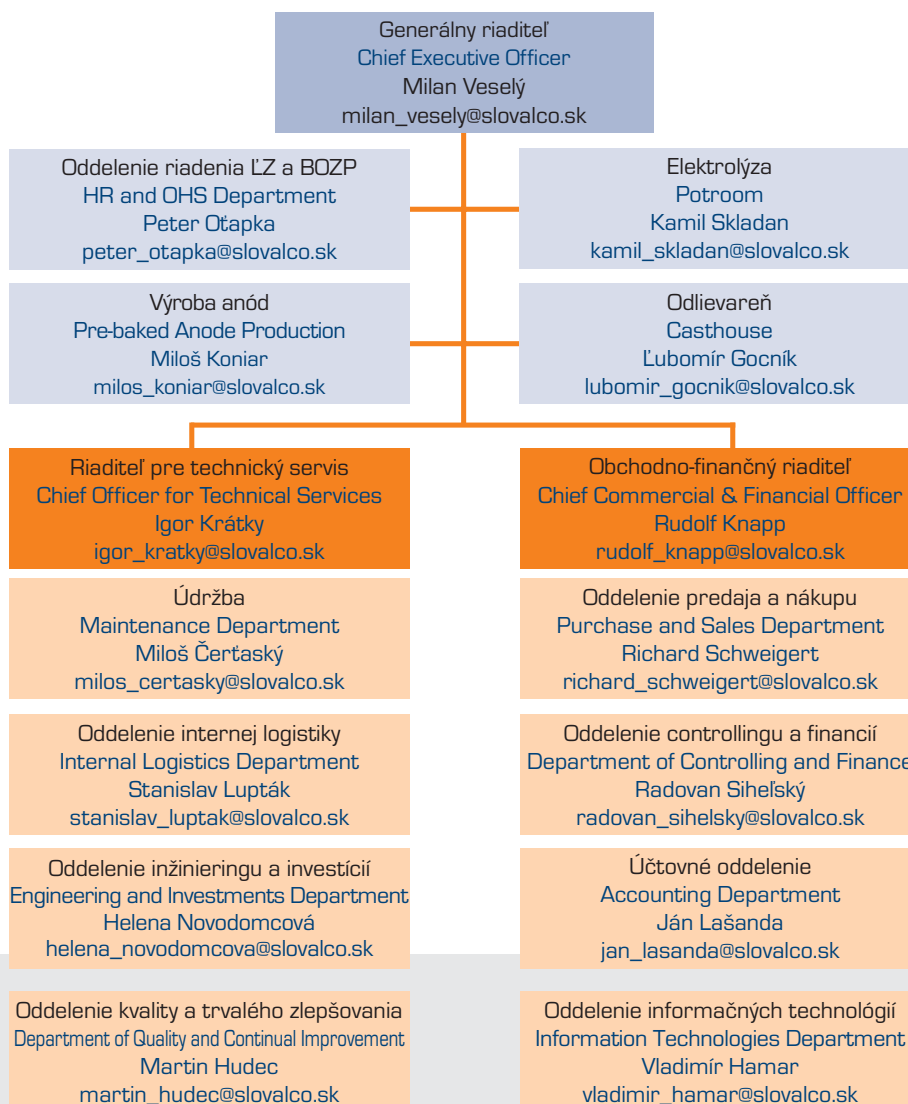 Generálny riaditeľ
Chief Executive Officer
Milan Veselý
milan_vesely@slovalco.sk
Oddelenie riadenia ĽZ a BOZP
HR and OHS Department
Peter Oťapka
peter_otapka@slovalco.sk
Elektrolýza
Potroom
Kamil Skladan
kamil_skladan@slovalco.sk
Výroba anód
Pre-baked Anode Production
Miloš Koniar
milos_koniar@slovalco.sk
Odlievareň
Casthouse
Ľubomír Gocník
lubomir_gocnik@slovalco.sk
Riaditeľ pre technický servis
Chief Officer for Technical Services
Igor Krátky
igor_kratky@slovalco.sk
Obchodno-finančný riaditeľ
Chief Commercial & Financial Officer
Rudolf Knapp
rudolf_knapp@slovalco.sk
Údržba
Maintenance Department
Miloš Čerťaský
milos_certasky@slovalco.sk
Oddelenie predaja a nákupu
Purchase and Sales Department
Richard Schweigert
richard_schweigert@slovalco.sk
Oddelenie internej logistiky
Internal Logistics Department
Stanislav Lupták
stanislav_luptak@slovalco.sk
Oddelenie controllingu a financií
Department of Controlling and Finance
Radovan Siheľský
radovan_sihelsky@slovalco.sk
Oddelenie inžinieringu a investícií
Engineering and Investments Department
Helena Novodomcová
helena_novodomcova@slovalco.sk
Účtovné oddelenie
Accounting Department
Ján Lašanda
jan_lasanda@slovalco.sk
Oddelenie kvality a trvalého zlepšovania
Department of Quality and Continual Improvement
Martin Hudec
martin_hudec@slovalco.sk
Oddelenie informačných technológií
Information Technologies Department
Vladimír Hamar
vladimir_hamar@slovalco.sk